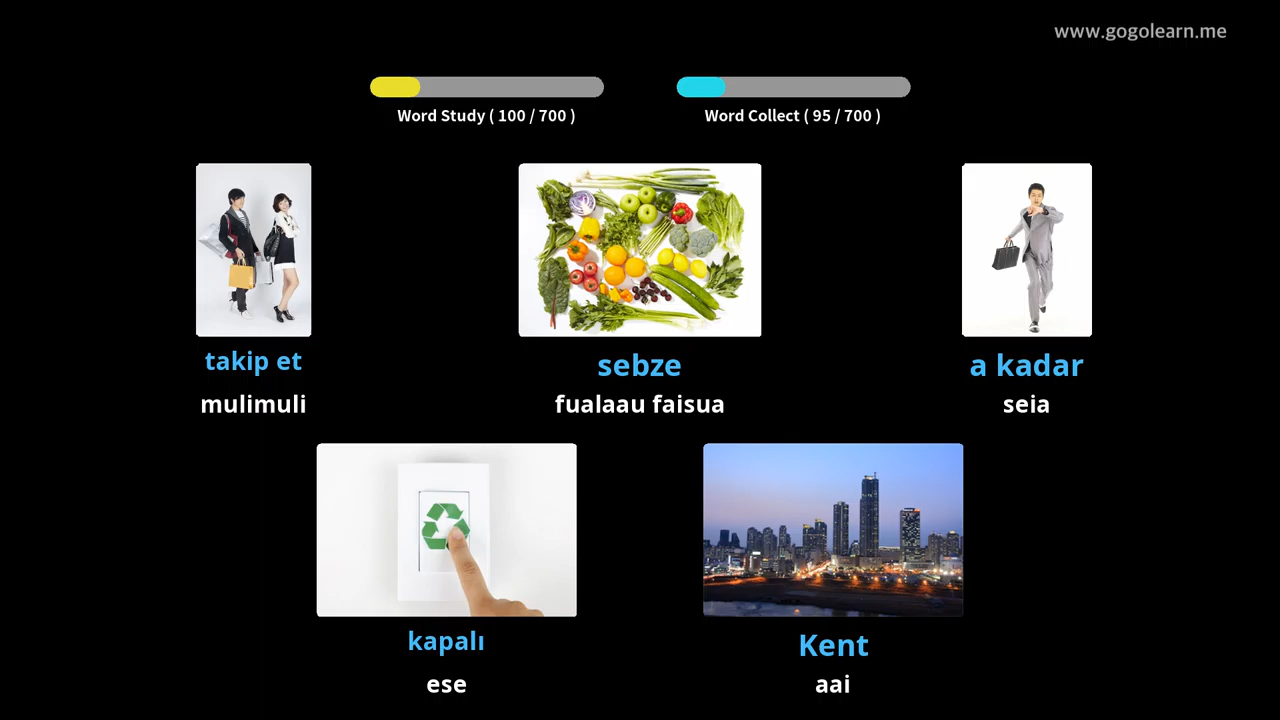 www.gogolearn.me
Word Study ( 100 / 700 )
Word Collect ( 95 / 700 )
takip et
mulimuli
sebze
fualaau faisua
a kadar
seia
kapalı
ese
Kent
aai